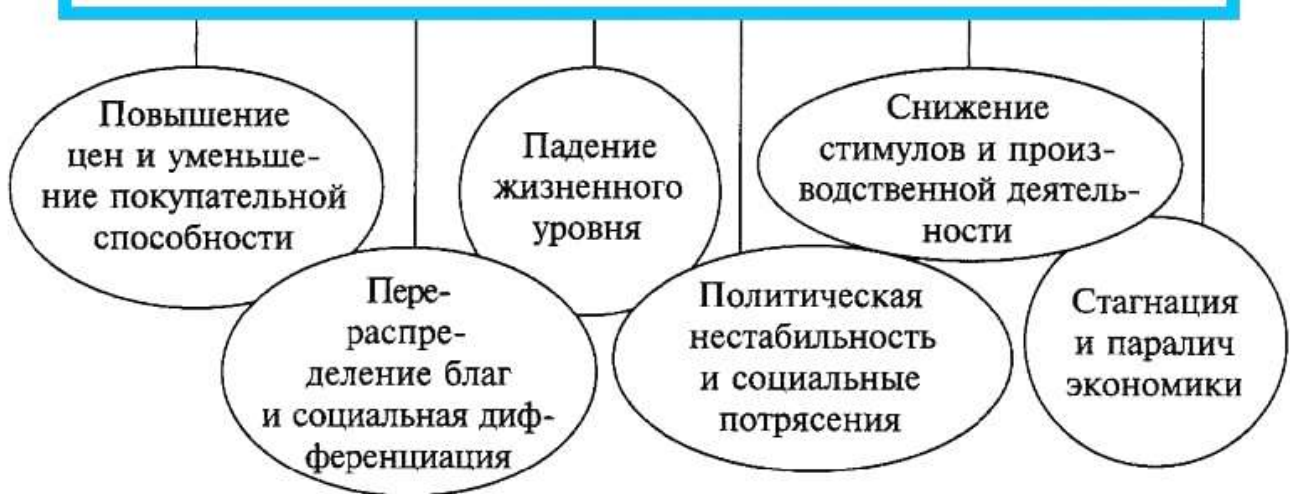 Повышение
цен и уменьше-
ние покупательной
способности
Пере-
распре-
деление благ
и социальная диф-
ференциация
Падение
жизненного
уровня
Политическая
нестабильность
и социальные
потрясения
Снижение
стимулов и произ-
водственной деятель-
ности
Стагнация
и паралич
экономики